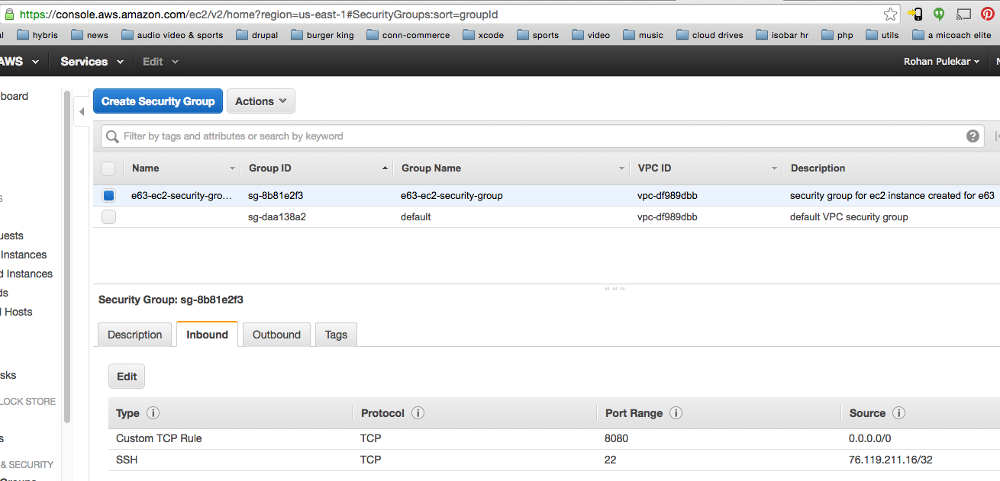 https://console.aws.amazon.com/ec2/v2/home?region=us-east-1#SecurityGroups:sort=groupId
hybris news audio video & sports drupal burger king conn-commerce xcode sports video music cloud drives isobar hr php utils a micoach elite
AWS Services Edit Rohan Pulekar
board
Create Security Group Actions
Filter by tags and attributes or search by keyword
Name Group ID Group Name VPC ID Description
e63-ec2-security-gro... sg-8b81e2f3 e63-ec2-security-group vpc-df989dbb security group for ec2 instance created for e63
sg-daa138a2 default vpc-df989dbb default VPC security group
uests
Instances
d Instances
ds
Hosts
Security Group: sg-8b81e2f3
Description Inbound Outbound Tags
sks
Edit
LOCK STORE
Type Protocol Port Range Source
Custom TCP Rule TCP 8080 0.0.0.0/0
SSH TCP 22 76.119.211.16/32
& SECURITY